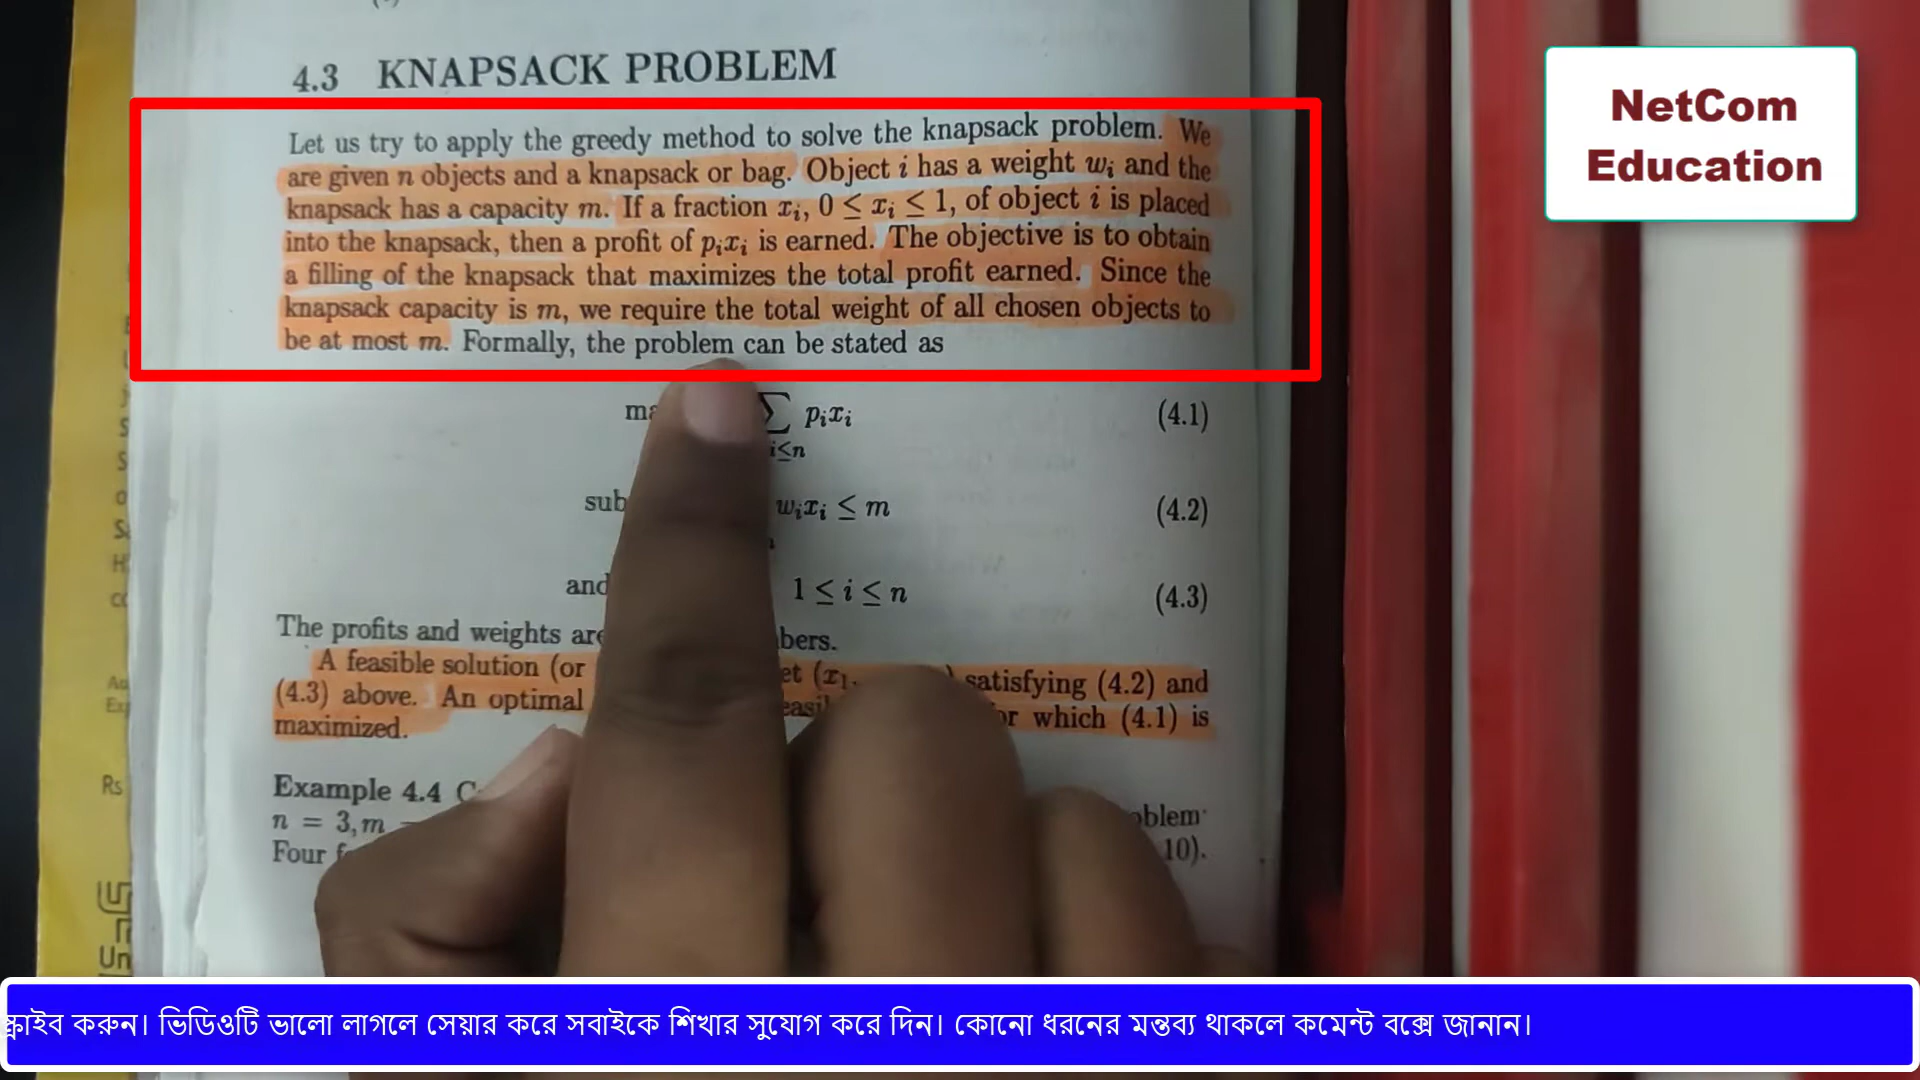 4.3 KNAPSACK PROBLEM
NetCom
Education
Let us try to apply the greedy method to solve the knapsack problem. We
are given n objects and a knapsack or bag. Object i has a weight wᵢ and the
knapsack has a capacity m. If a fraction xᵢ, 0 ≤ xᵢ ≤ 1, of object i is placed
into the knapsack, then a profit of pᵢxᵢ is earned. The objective is to obtain
a filling of the knapsack that maximizes the total profit earned. Since the
knapsack capacity is m, we require the total weight of all chosen objects to
be at most m. Formally, the problem can be stated as
∑ pᵢxᵢ (4.1)
i≤n
wᵢxᵢ ≤ m (4.2)
and 1 ≤ i ≤ n (4.3)
The profits and weights are
A feasible solution (or satisfying (4.2) and
(4.3) above. An optimal which (4.1) is
maximized.
Example 4.4
n = 3, m
Four 10).
Rs
করুন। ভিডিওটি ভালো লাগলে সেয়ার করে সবাইকে শিখার সুযোগ করে দিন। কোনো ধরনের মন্তব্য থাকলে কমেন্ট বক্সে জানান।